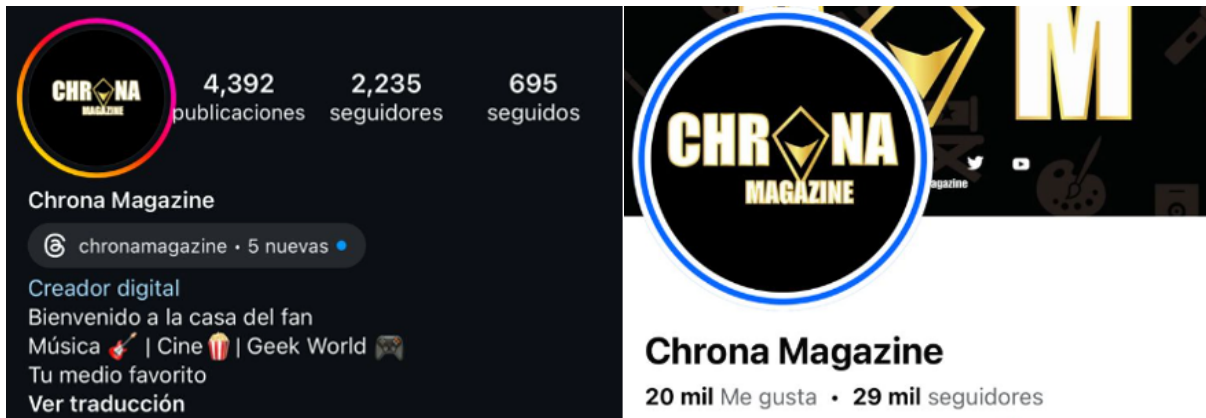 CHRONA
MAGAZINE
4,392 2,235 695
publicaciones seguidores seguidos
Chrona Magazine
chronamagazine • 5 nuevas
Creador digital
Bienvenido a la casa del fan
Música 🎸 | Cine 🍿 | Geek World 🎮
Tu medio favorito
Ver traducción
M
CHRONA
MAGAZINE
agazine
Chrona Magazine
20 mil Me gusta • 29 mil seguidores